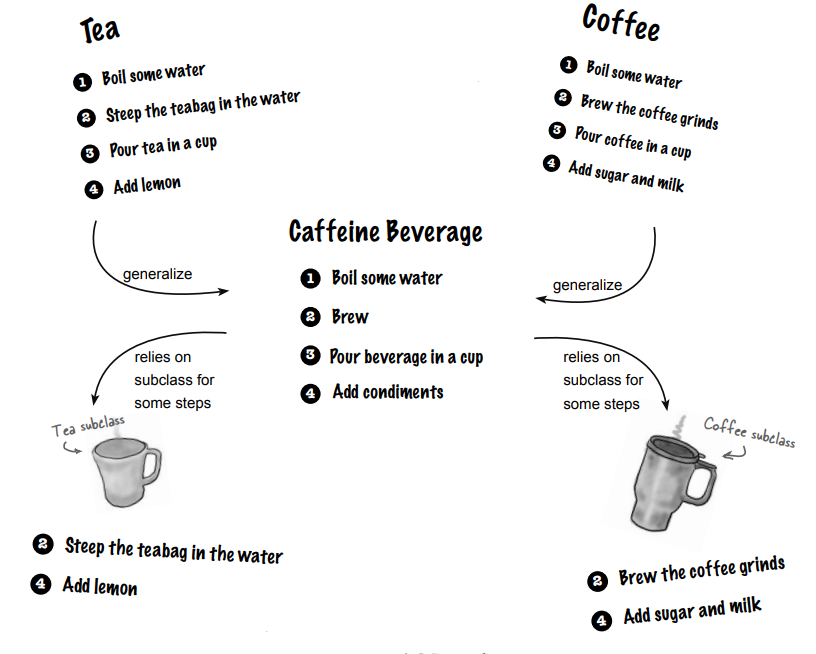 Tea
1 Boil some water
2 Steep the teabag in the water
3 Pour tea in a cup
4 Add lemon
Coffee
1 Boil some water
2 Brew the coffee grinds
3 Pour coffee in a cup
4 Add sugar and milk
generalize
generalize
Caffeine Beverage
1 Boil some water
2 Brew
3 Pour beverage in a cup
4 Add condiments
relies on
subclass for
some steps
relies on
subclass for
some steps
Tea subclass
Coffee subclass
2 Steep the teabag in the water
4 Add lemon
2 Brew the coffee grinds
4 Add sugar and milk